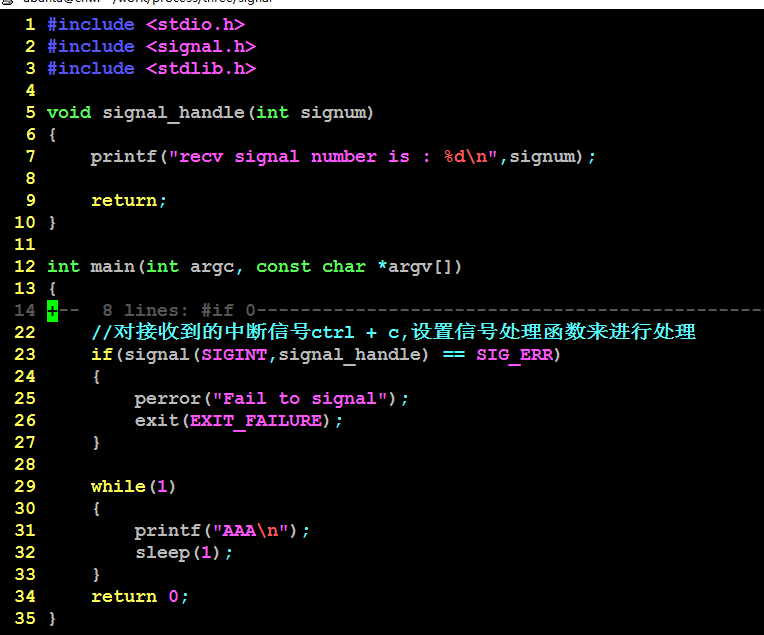 1 #include <stdio.h>
2 #include <signal.h>
3 #include <stdlib.h>
4
5 void signal_handle(int signum)
6 {
7     printf("recv signal number is : %d\n",signum);
8
9     return;
10 }
11
12 int main(int argc, const char *argv[])
13 {
14 +--  8 lines: #if 0--------------------------------------------------
22     //对接收到的中断信号ctrl + c,设置信号处理函数来进行处理
23     if(signal(SIGINT,signal_handle) == SIG_ERR)
24     {
25         perror("Fail to signal");
26         exit(EXIT_FAILURE);
27     }
28
29     while(1)
30     {
31         printf("AAA\n");
32         sleep(1);
33     }
34     return 0;
35 }